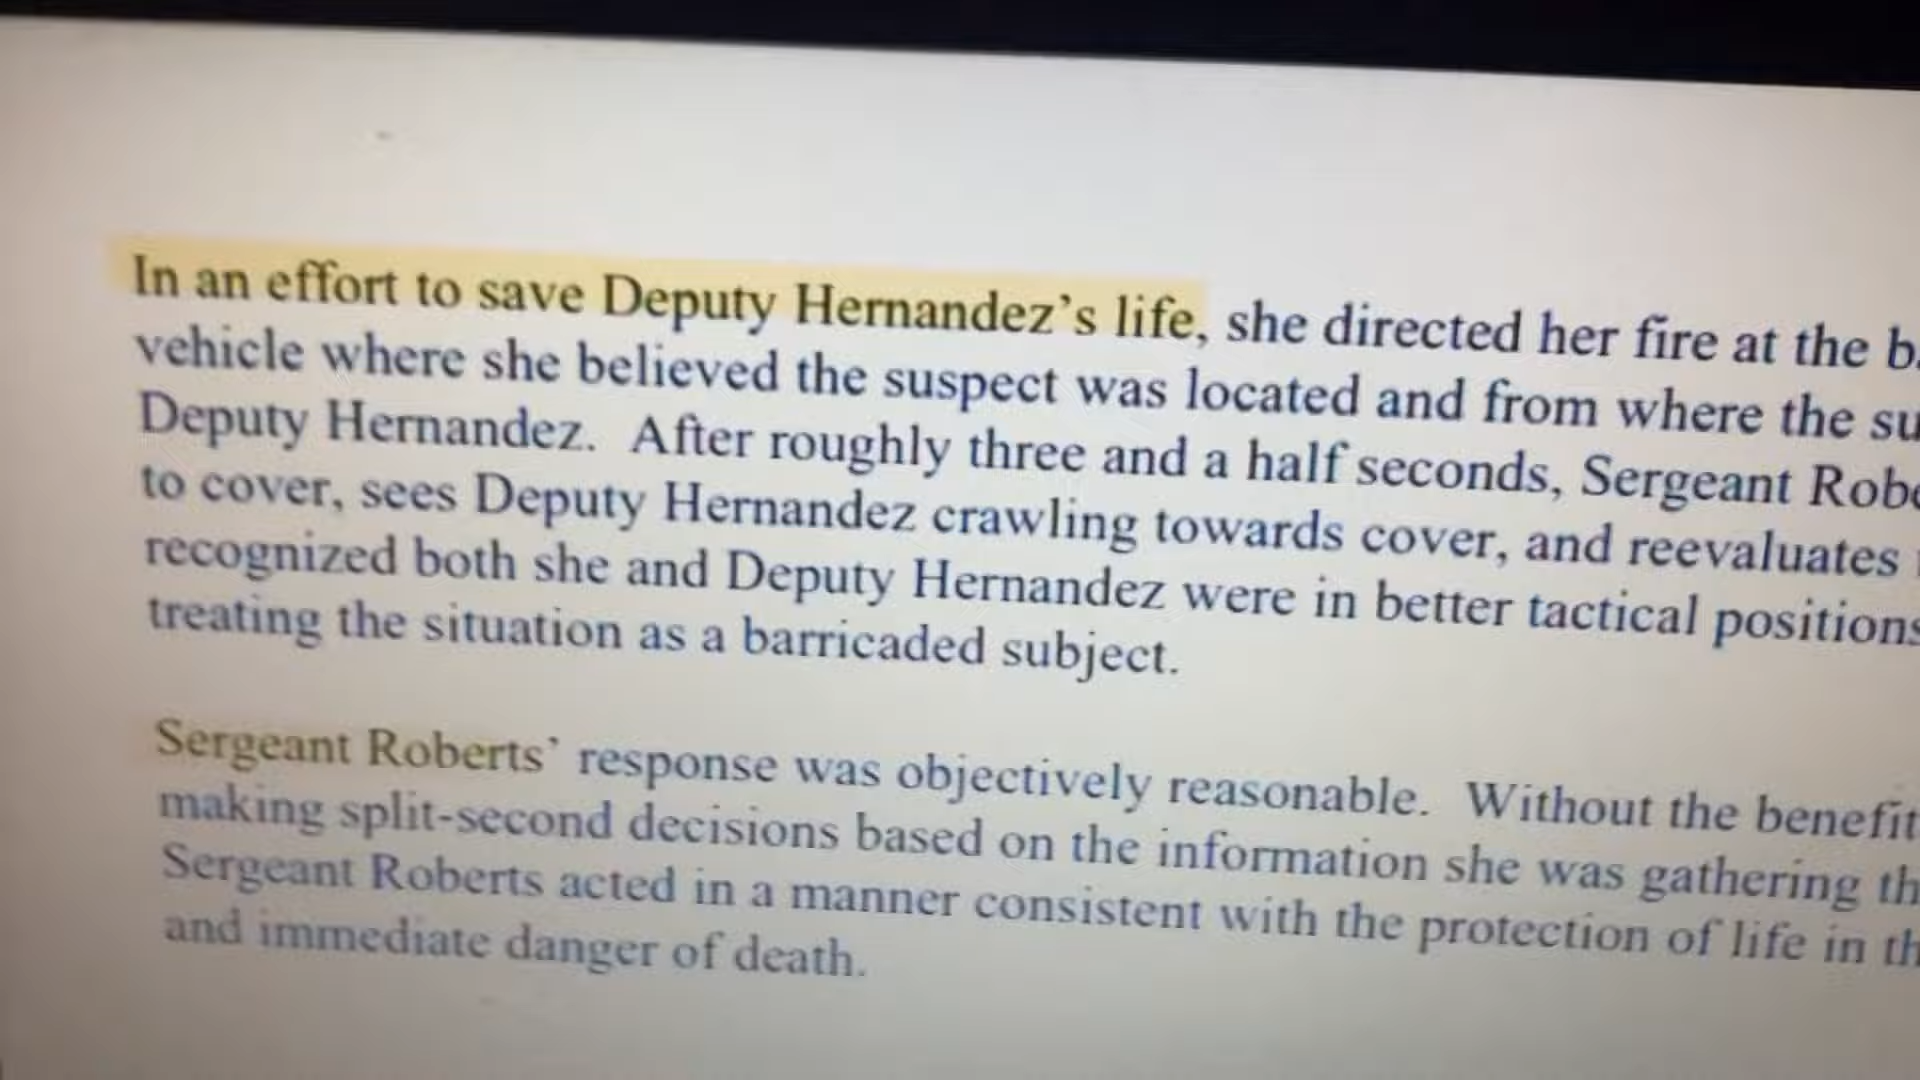 In an effort to save Deputy Hernandez’s life, she directed her fire at the
vehicle where she believed the suspect was located and from where the
Deputy Hernandez.  After roughly three and a half seconds, Sergeant
to cover, sees Deputy Hernandez crawling towards cover, and reevaluates
recognized both she and Deputy Hernandez were in better tactical positions
treating the situation as a barricaded subject.
Sergeant Roberts’ response was objectively reasonable.  Without the benefit
making split-second decisions based on the information she was gathering
Sergeant Roberts acted in a manner consistent with the protection of life in
and immediate danger of death.